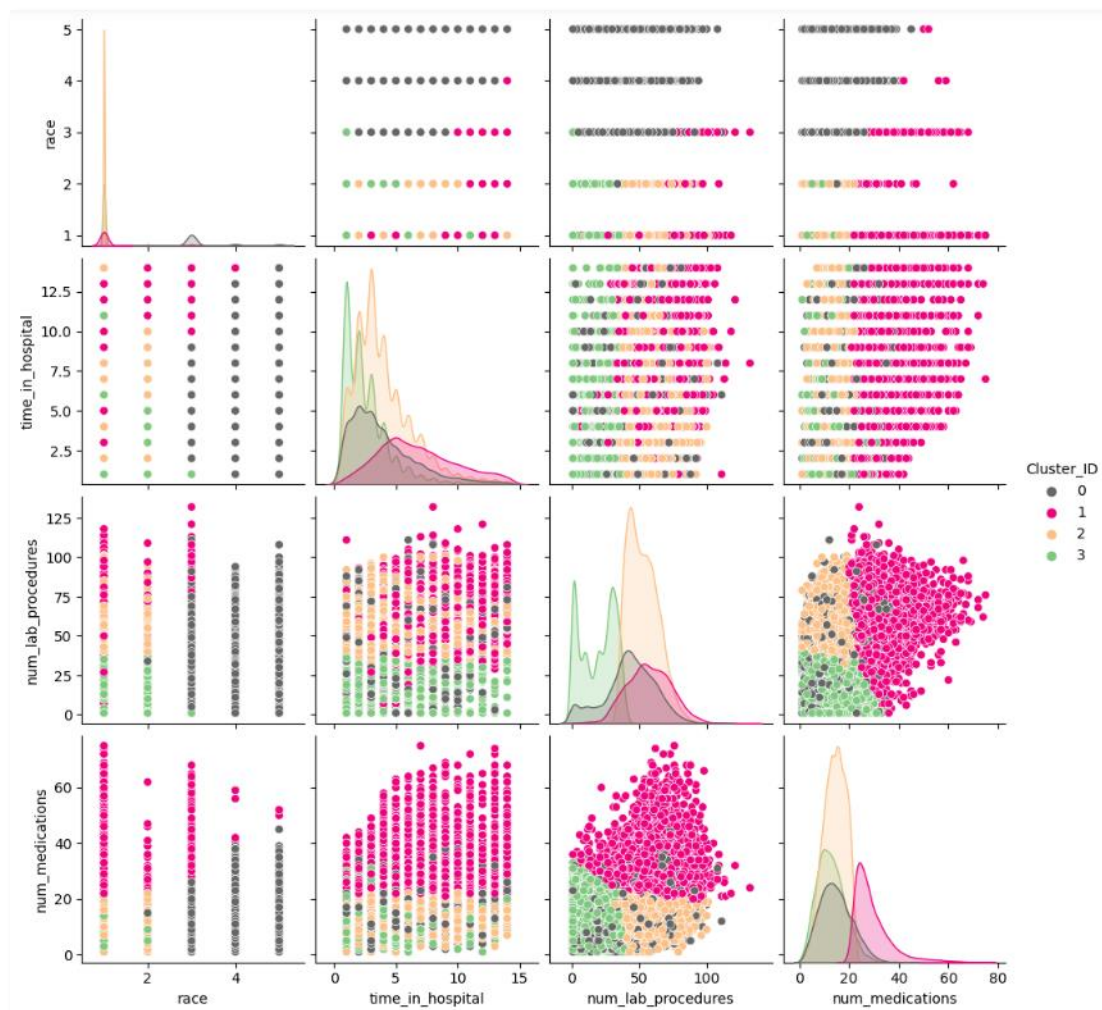 5
4
3
2
1
race
12.5
10.0
7.5
5.0
2.5
time_in_hospital
Cluster_ID
0
1
2
3
125
100
75
50
25
0
num_lab_procedures
60
40
20
0
num_medications
2 4
0 5 10 15
0 50 100
0 20 40 60 80
race time_in_hospital num_lab_procedures num_medications